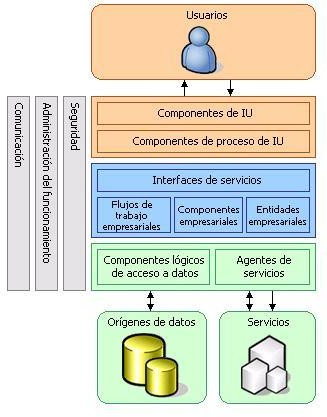 Usuarios
Comunicación
Administración del funcionamiento
Seguridad
Componentes de IU
Componentes de proceso de IU
Interfaces de servicios
Flujos de
trabajo
empresariales
Componentes
empresariales
Entidades
empresariales
Componentes lógicos
de acceso a datos
Agentes de
servicios
Orígenes de datos
Servicios